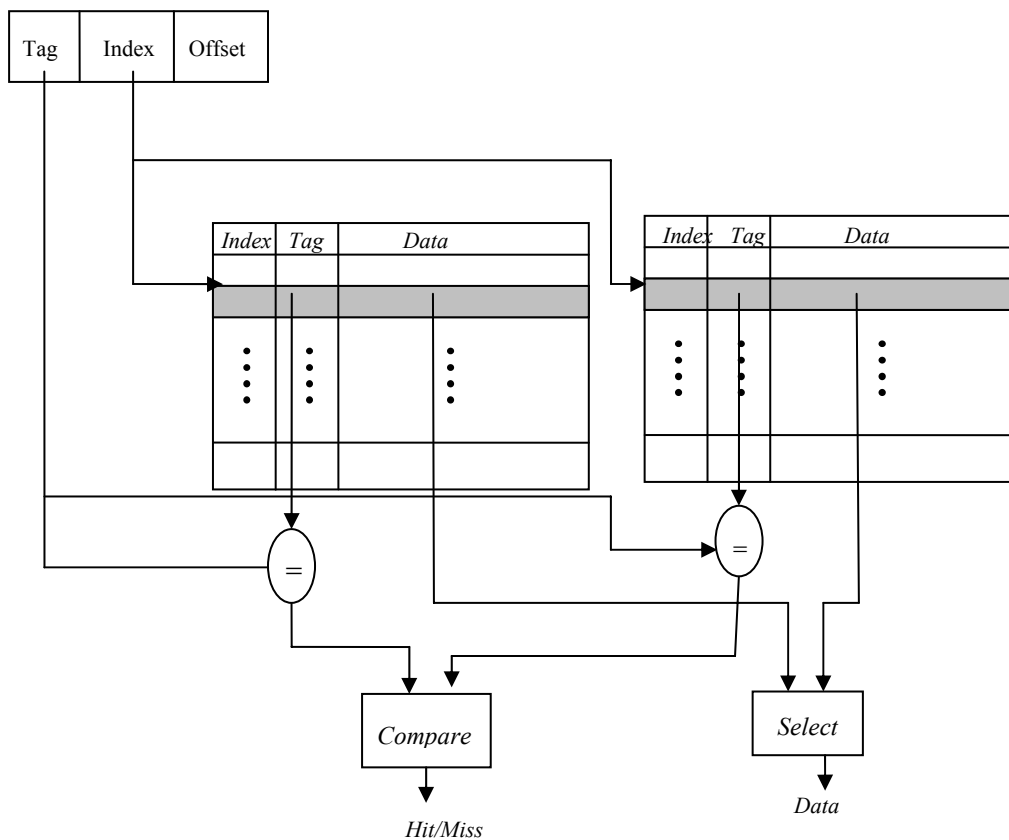 Tag Index Offset
Index Tag Data
Index Tag Data
=
=
Compare
Select
Hit/Miss
Data